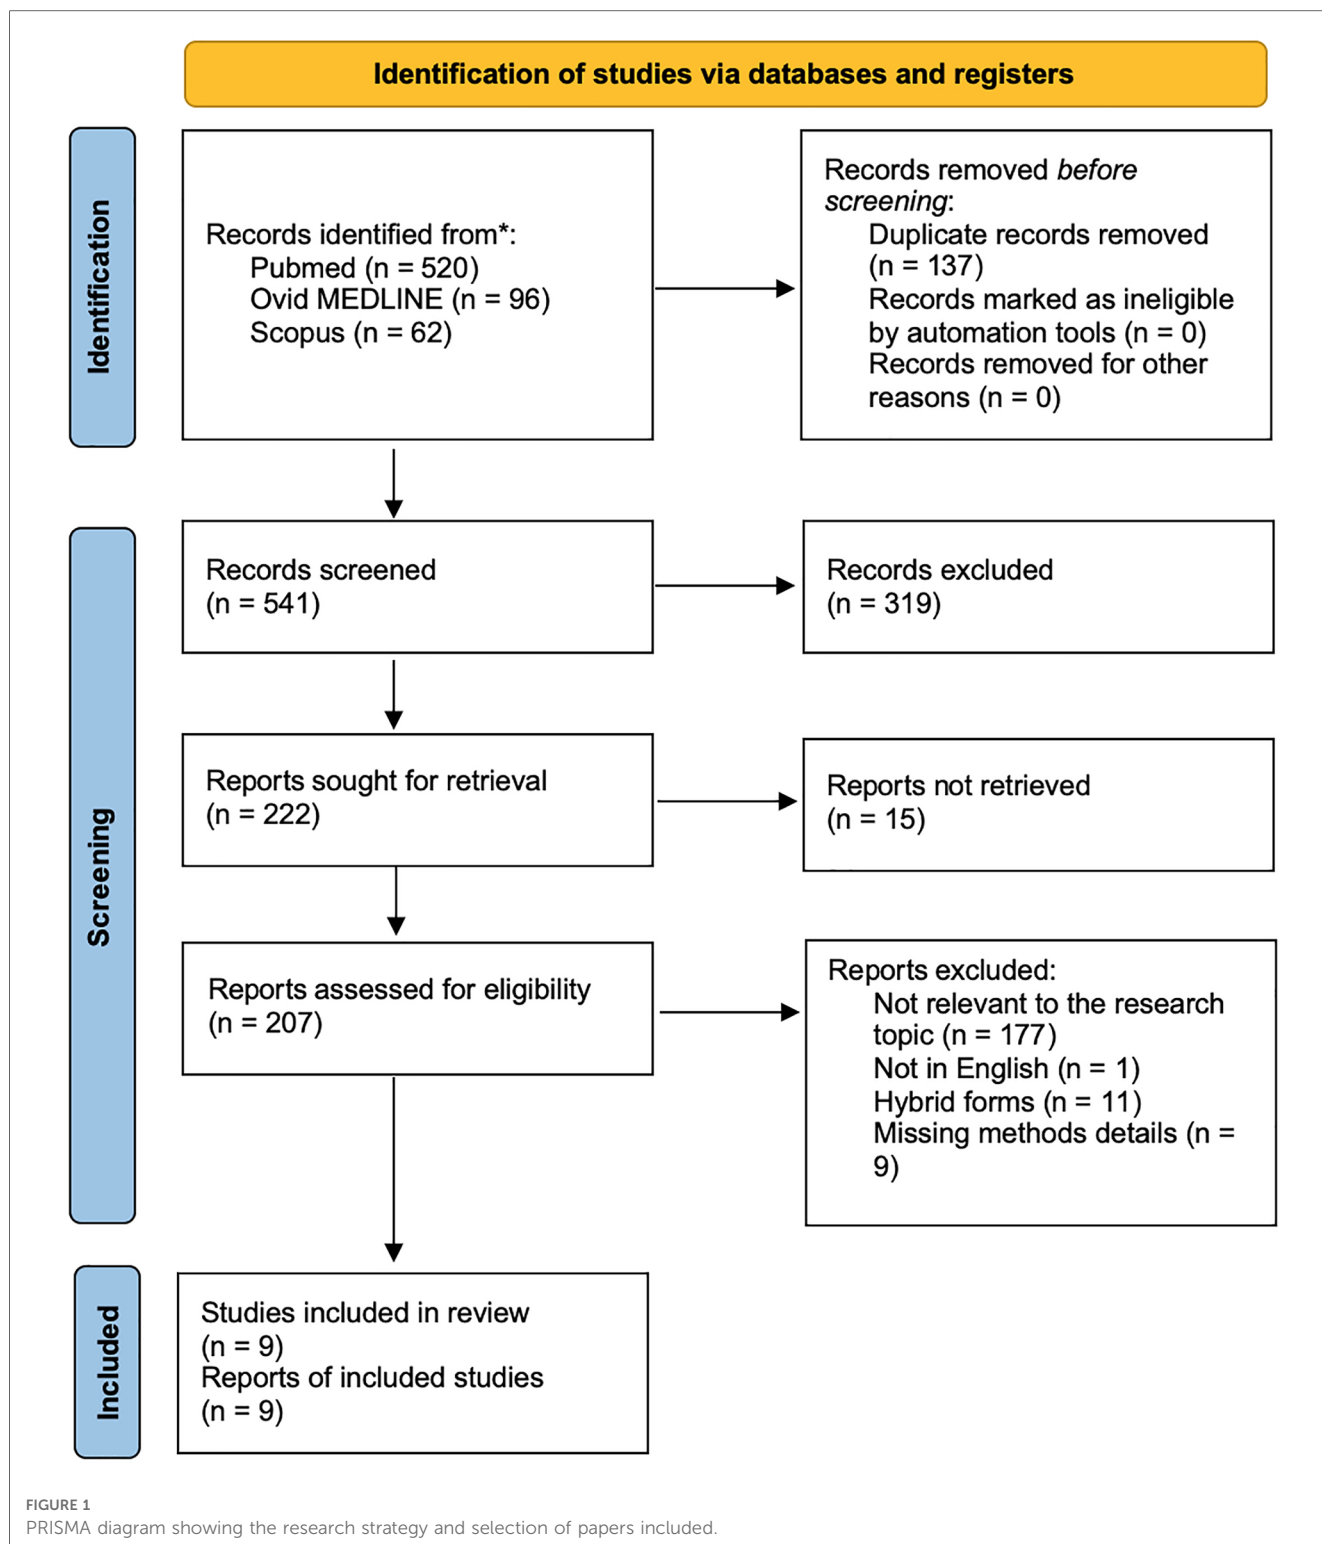 Identification of studies via databases and registers
Identification
Records identified from*:
Pubmed (n = 520)
Ovid MEDLINE (n = 96)
Scopus (n = 62)
Records removed before
screening:
Duplicate records removed
(n = 137)
Records marked as ineligible
by automation tools (n = 0)
Records removed for other
reasons (n = 0)
Screening
Records screened
(n = 541)
Records excluded
(n = 319)
Reports sought for retrieval
(n = 222)
Reports not retrieved
(n = 15)
Reports assessed for eligibility
(n = 207)
Reports excluded:
Not relevant to the research
topic (n = 177)
Not in English (n = 1)
Hybrid forms (n = 11)
Missing methods details (n =
9)
Included
Studies included in review
(n = 9)
Reports of included studies
(n = 9)
FIGURE 1
PRISMA diagram showing the research strategy and selection of papers included.